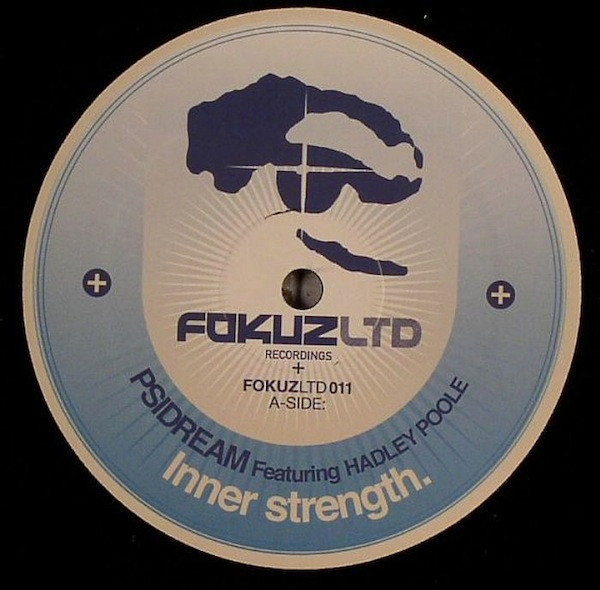 FOKUZLTD
RECORDINGS
+
FOKUZLTD 011
A-SIDE:
PSIDREAM Featuring HADLEY POOLE
Inner strength.